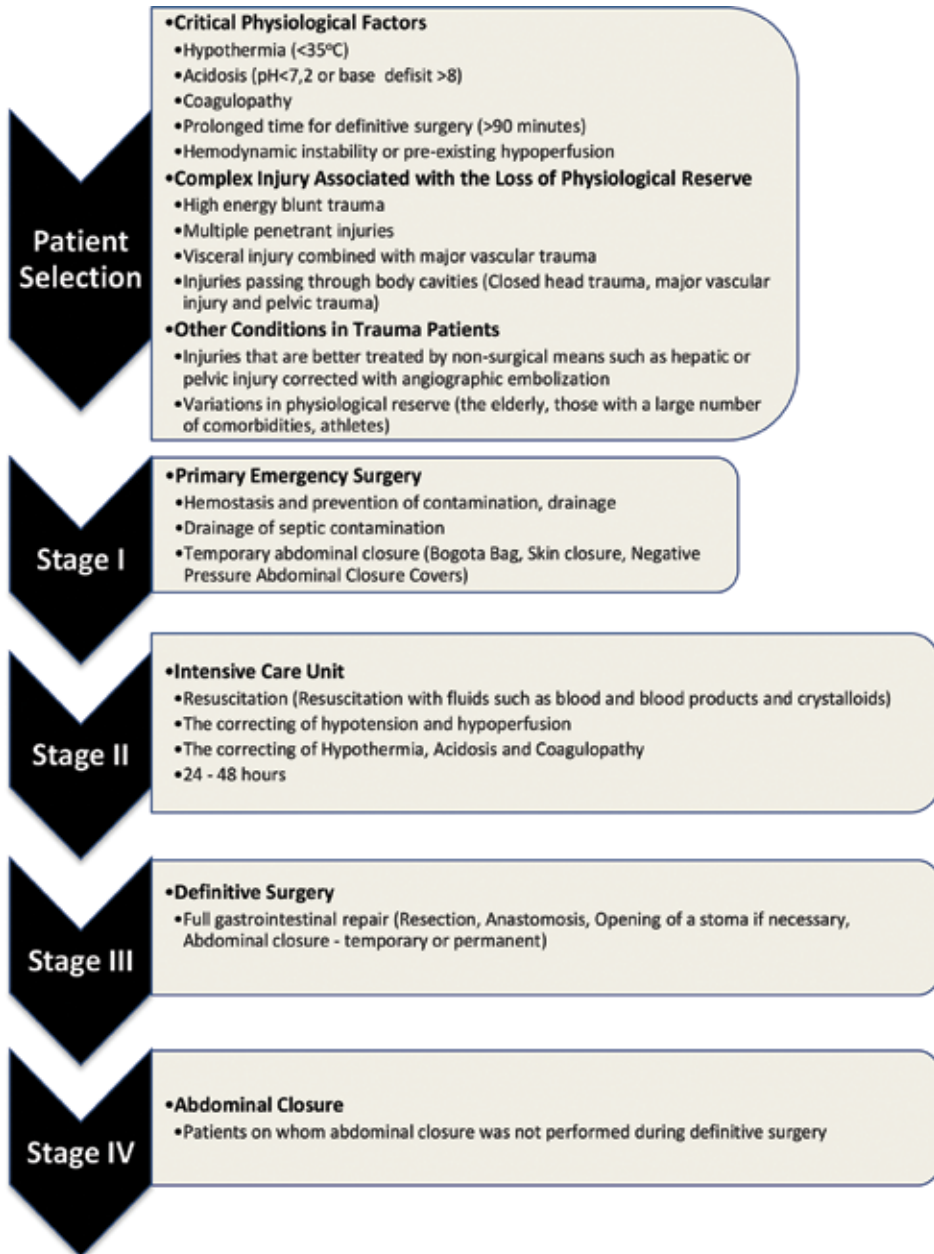 •Critical Physiological Factors
•Hypothermia (<35ºC)
•Acidosis (pH<7,2 or base defisit >8)
•Coagulopathy
•Prolonged time for definitive surgery (>90 minutes)
•Hemodynamic instability or pre-existing hypoperfusion
•Complex Injury Associated with the Loss of Physiological Reserve
•High energy blunt trauma
•Multiple penetrant injuries
•Visceral injury combined with major vascular trauma
•Injuries passing through body cavities (Closed head trauma, major vascular
injury and pelvic trauma)
•Other Conditions in Trauma Patients
•Injuries that are better treated by non-surgical means such as hepatic or
pelvic injury corrected with angiographic embolization
•Variations in physiological reserve (the elderly, those with a large number
of comorbidities, athletes)
Patient
Selection
•Primary Emergency Surgery
•Hemostasis and prevention of contamination, drainage
•Drainage of septic contamination
•Temporary abdominal closure (Bogota Bag, Skin closure, Negative
Pressure Abdominal Closure Covers)
Stage I
•Intensive Care Unit
•Resuscitation (Resuscitation with fluids such as blood and blood products and crystalloids)
•The correcting of hypotension and hypoperfusion
•The correcting of Hypothermia, Acidosis and Coagulopathy
•24 - 48 hours
Stage II
•Definitive Surgery
•Full gastrointestinal repair (Resection, Anastomosis, Opening of a stoma if necessary,
Abdominal closure - temporary or permanent)
Stage III
•Abdominal Closure
•Patients on whom abdominal closure was not performed during definitive surgery
Stage IV